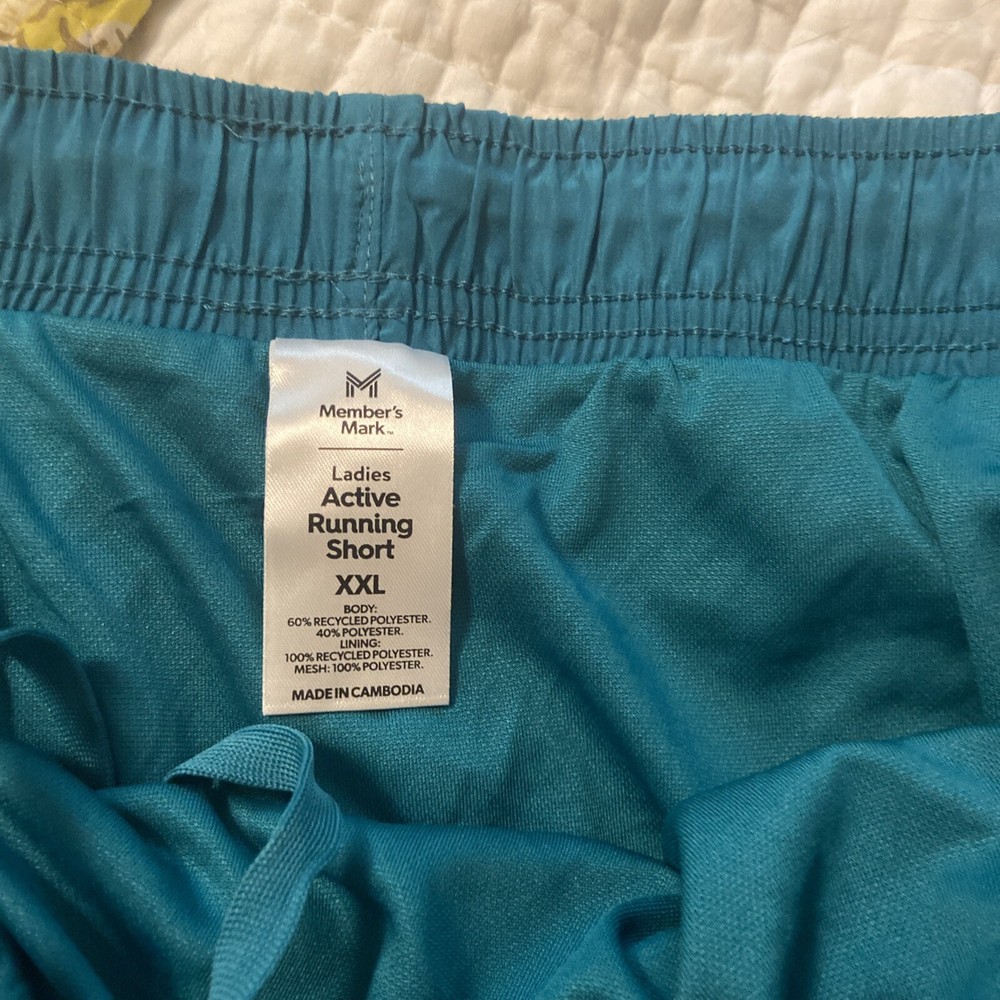 Member's
Mark™
Ladies
Active
Running
Short
XXL
BODY:
60% RECYCLED POLYESTER.
40% POLYESTER.
LINING:
100% RECYCLED POLYESTER.
MESH: 100% POLYESTER.
MADE IN CAMBODIA